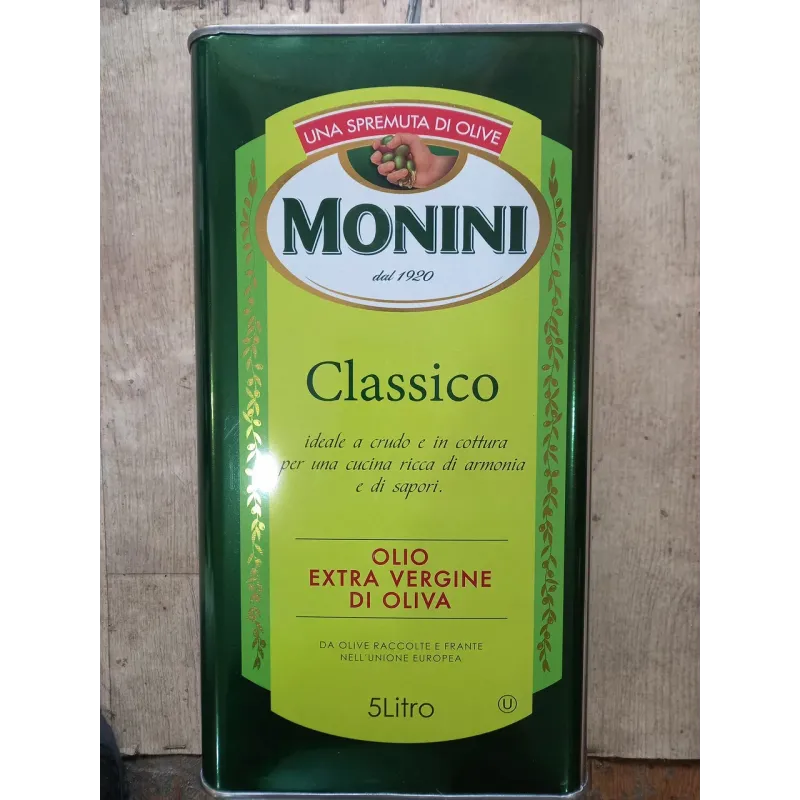 UNA SPREMUTA DI OLIVE
MONINI
dal 1920
Classico
ideale a crudo e in cottura
per una cucina ricca di armonia
e di sapori.
OLIO
EXTRA VERGINE
DI OLIVA
DA OLIVE RACCOLTE E FRANTE
NELL'UNIONE EUROPEA
5Litro
U